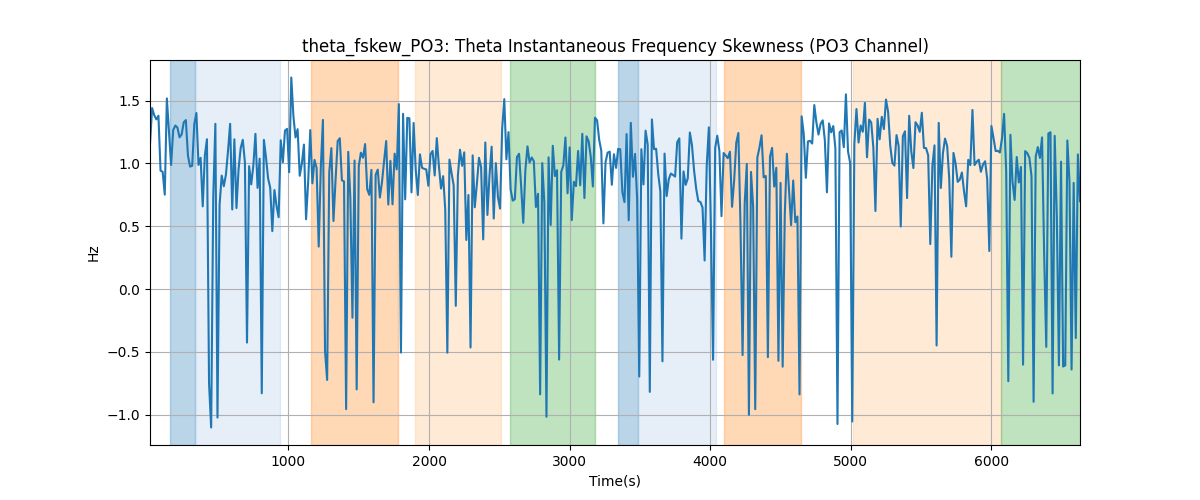 theta_fskew_PO3: Theta Instantaneous Frequency Skewness (PO3 Channel)
1.5
1.0
0.5
0.0
−0.5
−1.0
Hz
1000 2000 3000 4000 5000 6000
Time(s)